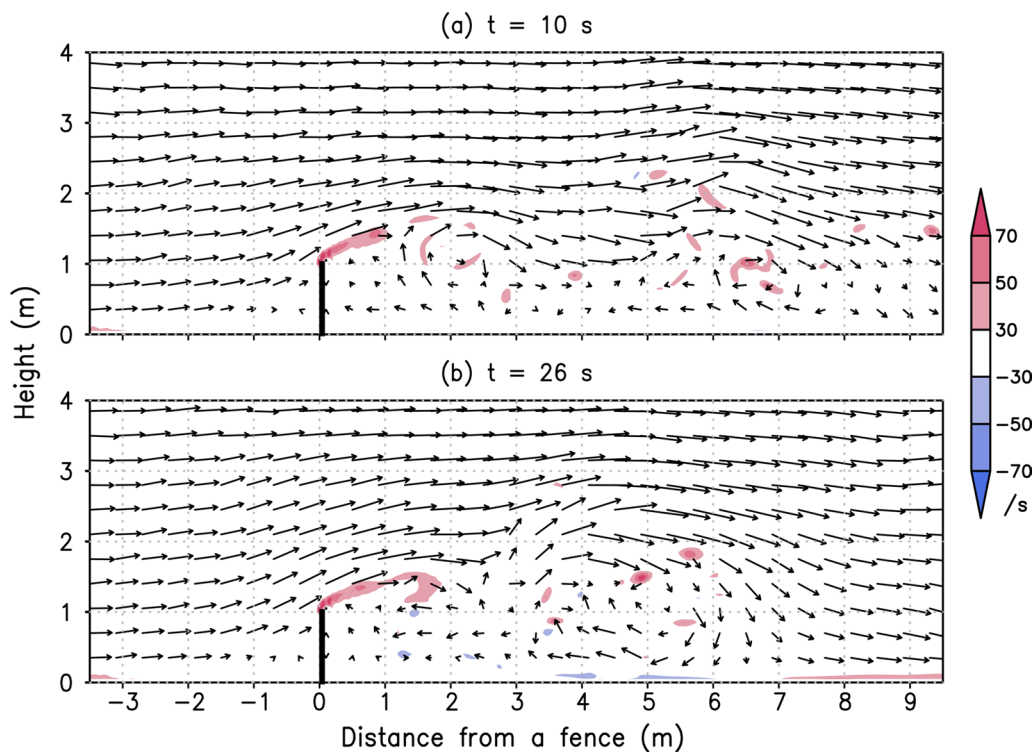 (a) t = 10 s
4
3
2
1
0
(b) t = 26 s
4
3
2
1
0
−3 −2 −1 0 1 2 3 4 5 6 7 8 9
Distance from a fence (m)
Height (m)
70
50
30
−30
−50
−70
/s